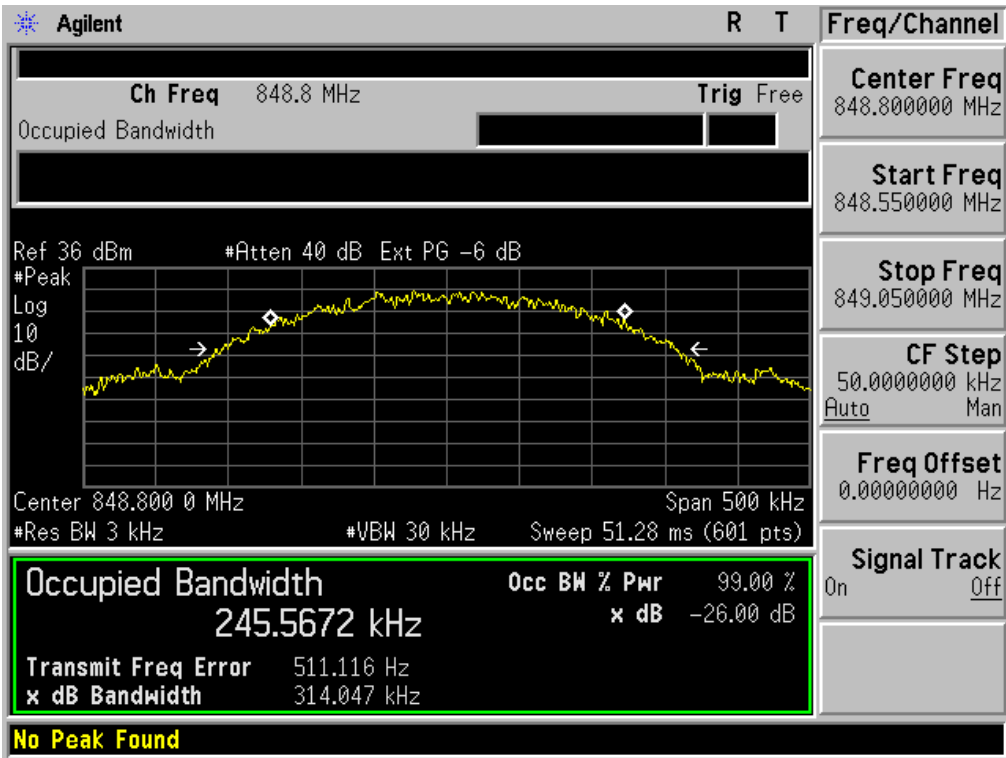 Agilent R T
Ch Freq 848.8 MHz Trig Free
Occupied Bandwidth
Ref 36 dBm #Atten 40 dB Ext PG -6 dB
#Peak
Log
10
dB/
Center 848.800 0 MHz Span 500 kHz
#Res BW 3 kHz #VBW 30 kHz Sweep 51.28 ms (601 pts)
Occupied Bandwidth
245.5672 kHz
Occ BW % Pwr 99.00 %
x dB -26.00 dB
Transmit Freq Error 511.116 Hz
x dB Bandwidth 314.047 kHz
No Peak Found
Freq/Channel
Center Freq
848.800000 MHz
Start Freq
848.550000 MHz
Stop Freq
849.050000 MHz
CF Step
50.0000000 kHz
Auto Man
Freq Offset
0.00000000 Hz
Signal Track
On Off